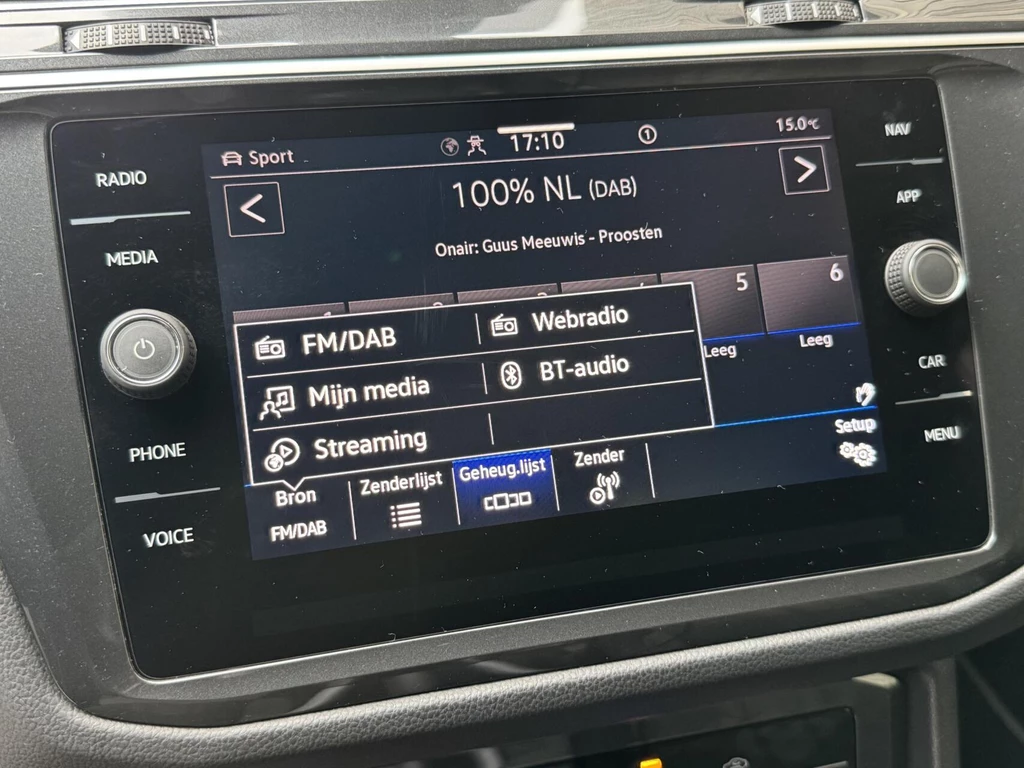 RADIO
MEDIA
PHONE
VOICE
Sport
17:10
1
15.0°C
100% NL (DAB)
Onair: Guus Meeuwis - Proosten
5
6
Leeg
Leeg
FM/DAB
Webradio
Mijn media
BT-audio
Streaming
Bron
FM/DAB
Zenderlijst
Geheug.lijst
Zender
Setup
NAV
APP
CAR
MENU